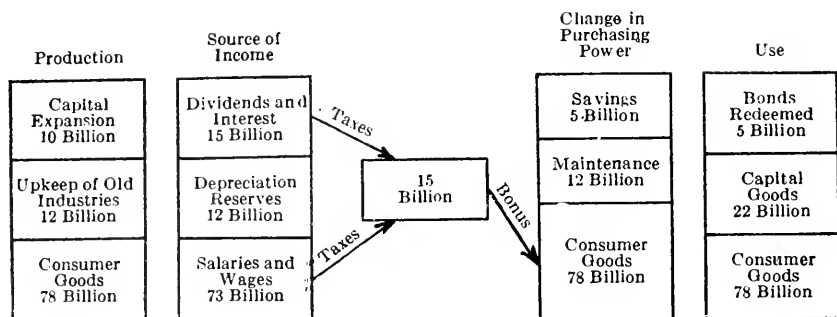 Production
Capital
Expansion
10 Billion
Upkeep of Old
Industries
12 Billion
Consumer
Goods
78 Billion
Source of
Income
Dividends and
Interest
15 Billion
Depreciation
Reserves
12 Billion
Salaries and
Wages
73 Billion
Taxes
Taxes
15
Billion
Bonus
Change in
Purchasing
Power
Savings
5 Billion
Maintenance
12 Billion
Consumer
Goods
78 Billion
Use
Bonds
Redeemed
5 Billion
Capital
Goods
22 Billion
Consumer
Goods
78 Billion